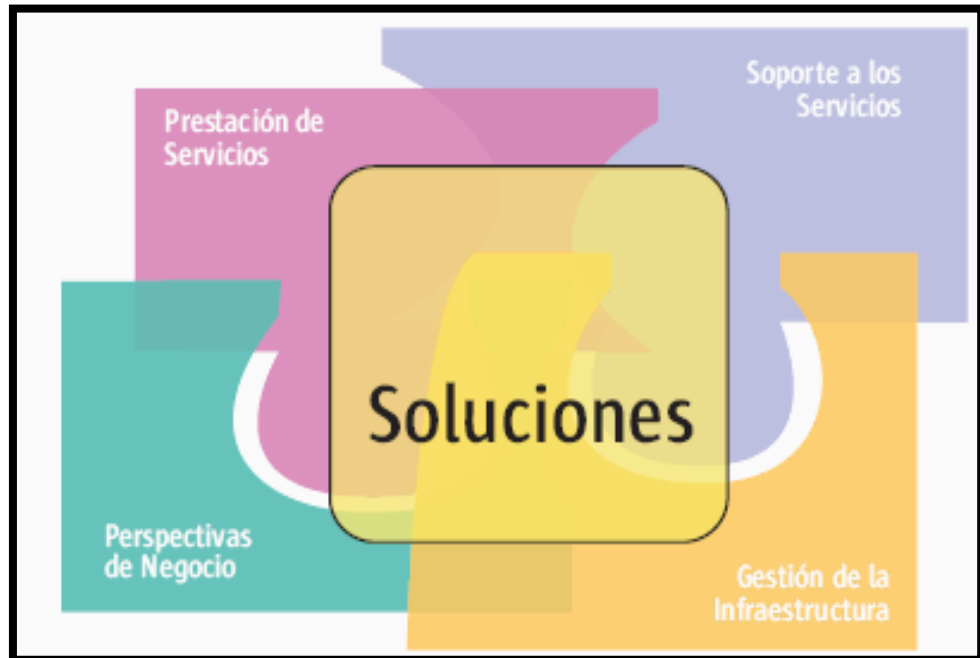 Soporte a los
Servicios
Prestación de
Servicios
Soluciones
Perspectivas
de Negocio
Gestión de la
Infraestructura